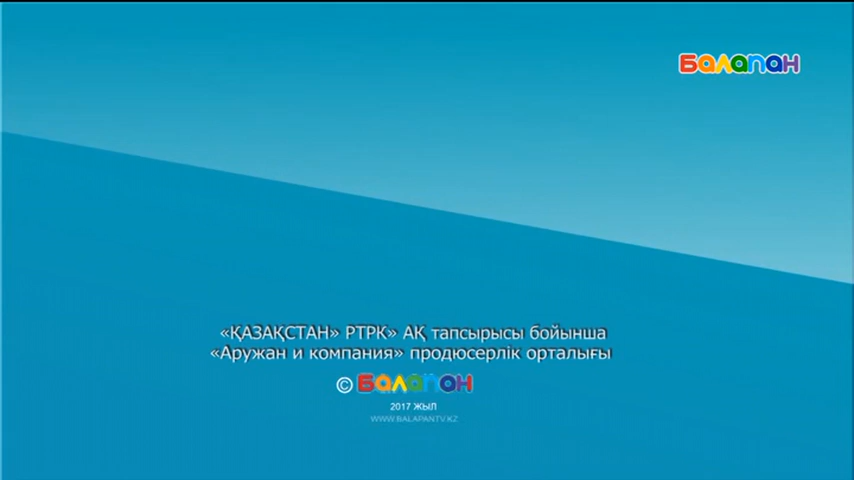 Балапан
«ҚАЗАҚСТАН» РТРК» АҚ тапсырысы бойынша
«Аружан и компания» продюсерлік орталығы
© Балапан
2017 ЖЫЛ
WWW.BALAPANTV.KZ